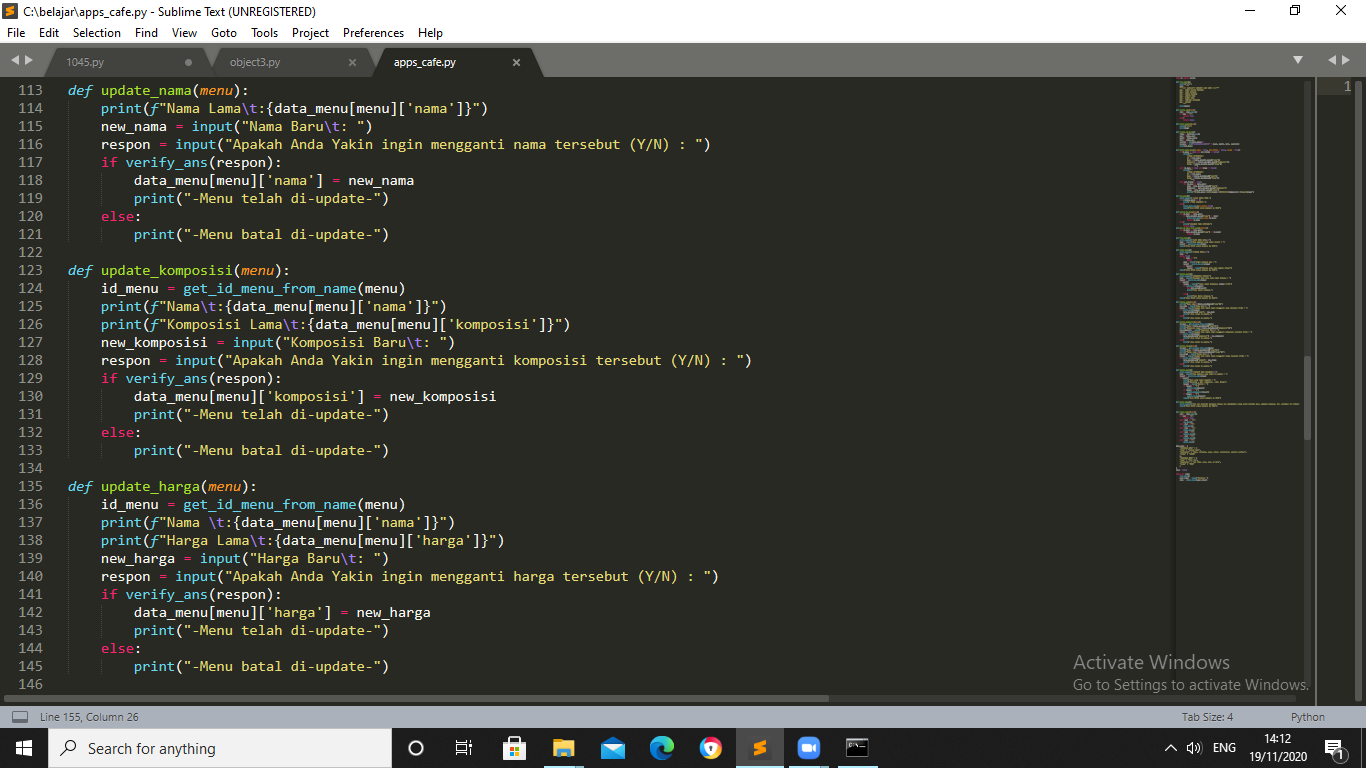 C:\belajar\apps_cafe.py - Sublime Text (UNREGISTERED)
File Edit Selection Find View Goto Tools Project Preferences Help
1045.py object3.py apps_cafe.py
113 def update_nama(menu):
114 print(f"Nama Lama\t:{data_menu[menu]['nama']}")
115 new_nama = input("Nama Baru\t: ")
116 respon = input("Apakah Anda Yakin ingin mengganti nama tersebut (Y/N) : ")
117 if verify_ans(respon):
118 data_menu[menu]['nama'] = new_nama
119 print("-Menu telah di-update-")
120 else:
121 print("-Menu batal di-update-")
122
123 def update_komposisi(menu):
124 id_menu = get_id_menu_from_name(menu)
125 print(f"Nama\t:{data_menu[menu]['nama']}")
126 print(f"Komposisi Lama\t:{data_menu[menu]['komposisi']}")
127 new_komposisi = input("Komposisi Baru\t: ")
128 respon = input("Apakah Anda Yakin ingin mengganti komposisi tersebut (Y/N) : ")
129 if verify_ans(respon):
130 data_menu[menu]['komposisi'] = new_komposisi
131 print("-Menu telah di-update-")
132 else:
133 print("-Menu batal di-update-")
134
135 def update_harga(menu):
136 id_menu = get_id_menu_from_name(menu)
137 print(f"Nama \t:{data_menu[menu]['nama']}")
138 print(f"Harga Lama\t:{data_menu[menu]['harga']}")
139 new_harga = input("Harga Baru\t: ")
140 respon = input("Apakah Anda Yakin ingin mengganti harga tersebut (Y/N) : ")
141 if verify_ans(respon):
142 data_menu[menu]['harga'] = new_harga
143 print("-Menu telah di-update-")
144 else:
145 print("-Menu batal di-update-")
146
1
Activate Windows
Go to Settings to activate Windows.
Line 155, Column 26 Tab Size: 4 Python
Search for anything
ENG
14:12
19/11/2020
1